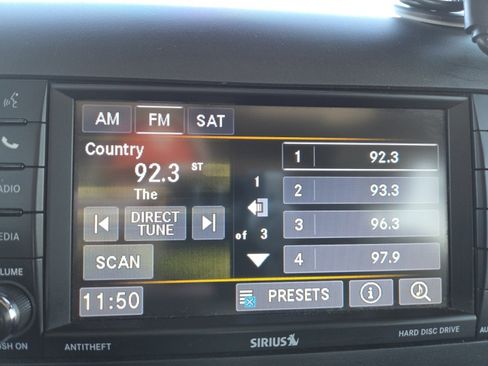 AM FM SAT
Country
92.3 ST
The
DIRECT
TUNE
SCAN
11:50
1
of 3
1 92.3
2 93.3
3 96.3
4 97.9
PRESETS
i
ADIO
EDIA
OLUME
SH ON
ANTITHEFT
SIRIUS
HARD DISC DRIVE